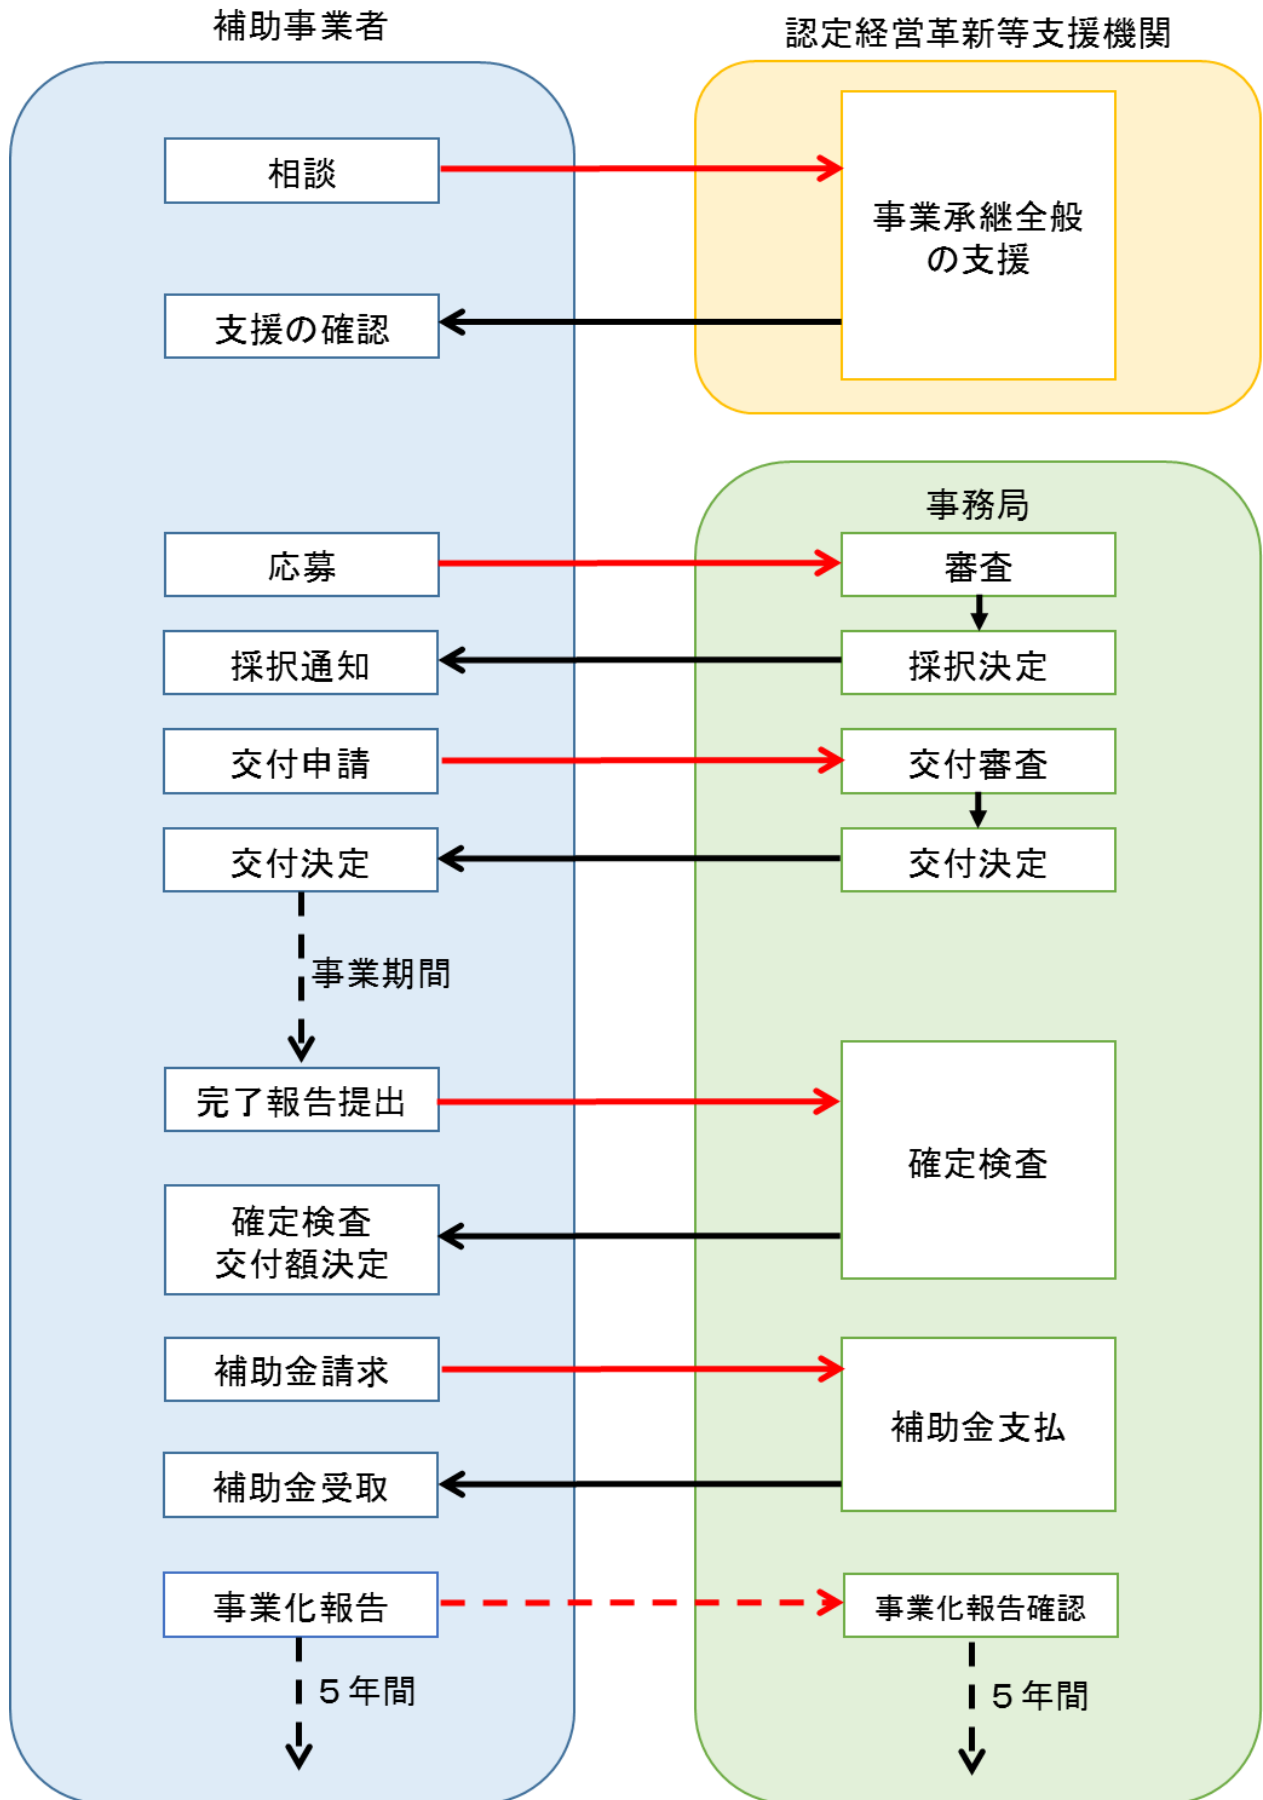 補助事業者
認定経営革新等支援機関
相談
事業承継全般
の支援
支援の確認
事務局
応募
審査
採択通知
採択決定
交付申請
交付審査
交付決定
交付決定
事業期間
完了報告提出
確定検査
確定検査
交付額決定
補助金請求
補助金支払
補助金受取
事業化報告
事業化報告確認
５年間
５年間